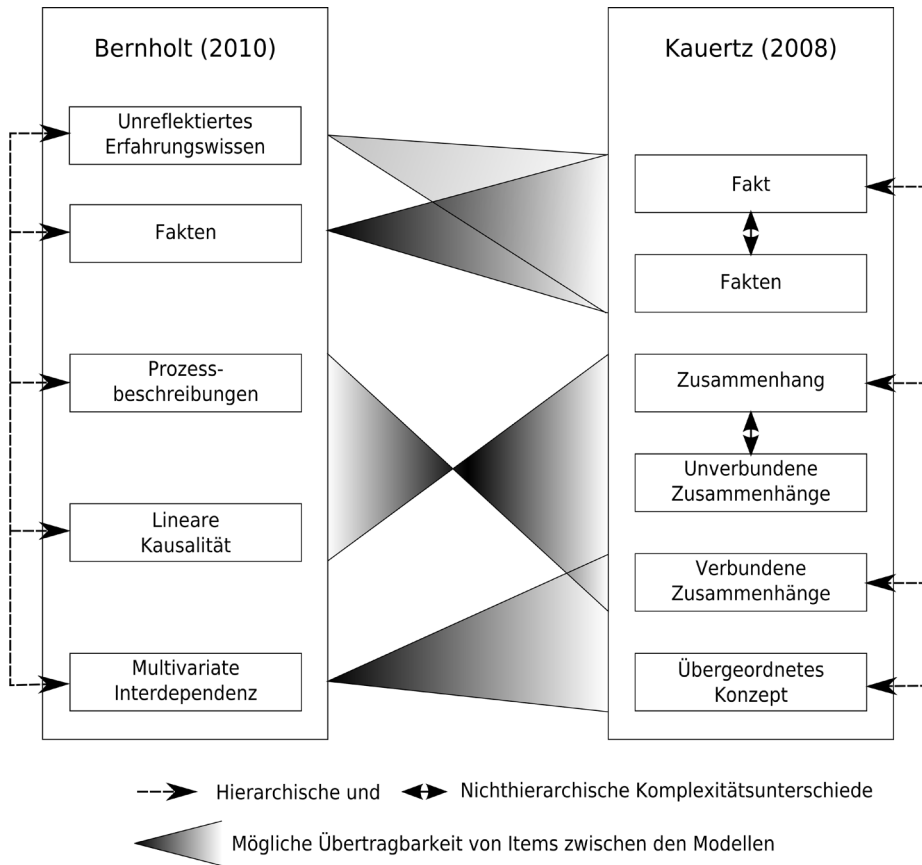 Bernholt (2010)
Unreflektiertes
Erfahrungswissen
Fakten
Prozess-
beschreibungen
Lineare
Kausalität
Multivariate
Interdependenz
Kauertz (2008)
Fakt
Fakten
Zusammenhang
Unverbundene
Zusammenhänge
Verbundene
Zusammenhänge
Übergeordnetes
Konzept
Hierarchische und Nichthierarchische Komplexitätsunterschiede
Mögliche Übertragbarkeit von Items zwischen den Modellen